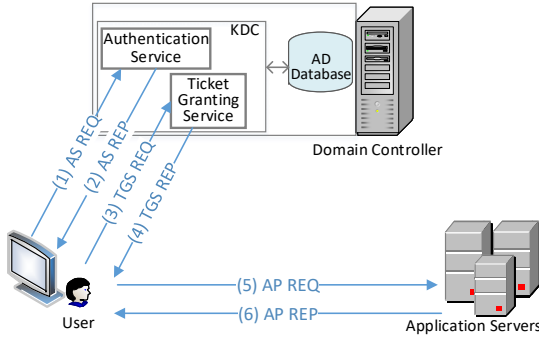 KDC
Authentication
Service
AD
Database
Ticket
Granting
Service
Domain Controller
(1) AS REQ
(2) AS REP
(3) TGS REQ
(4) TGS REP
(5) AP REQ
(6) AP REP
User
Application Servers